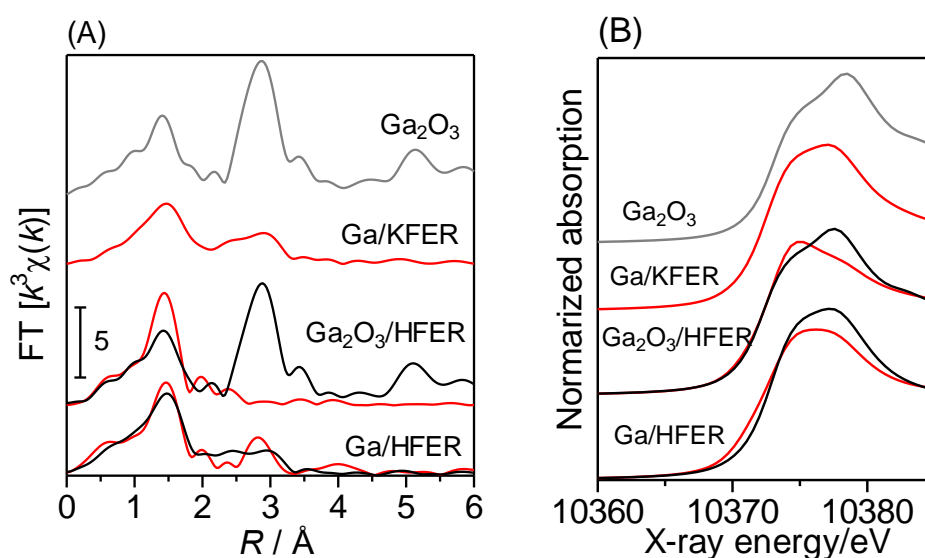 (A)
FT [k³χ(k)]
Ga₂O₃
Ga/KFER
5
Ga₂O₃/HFER
Ga/HFER
0 1 2 3 4 5 6
R / Å
(B)
Normarized absorption
Ga₂O₃
Ga/KFER
Ga₂O₃/HFER
Ga/HFER
10360 10370 10380
X-ray energy/eV